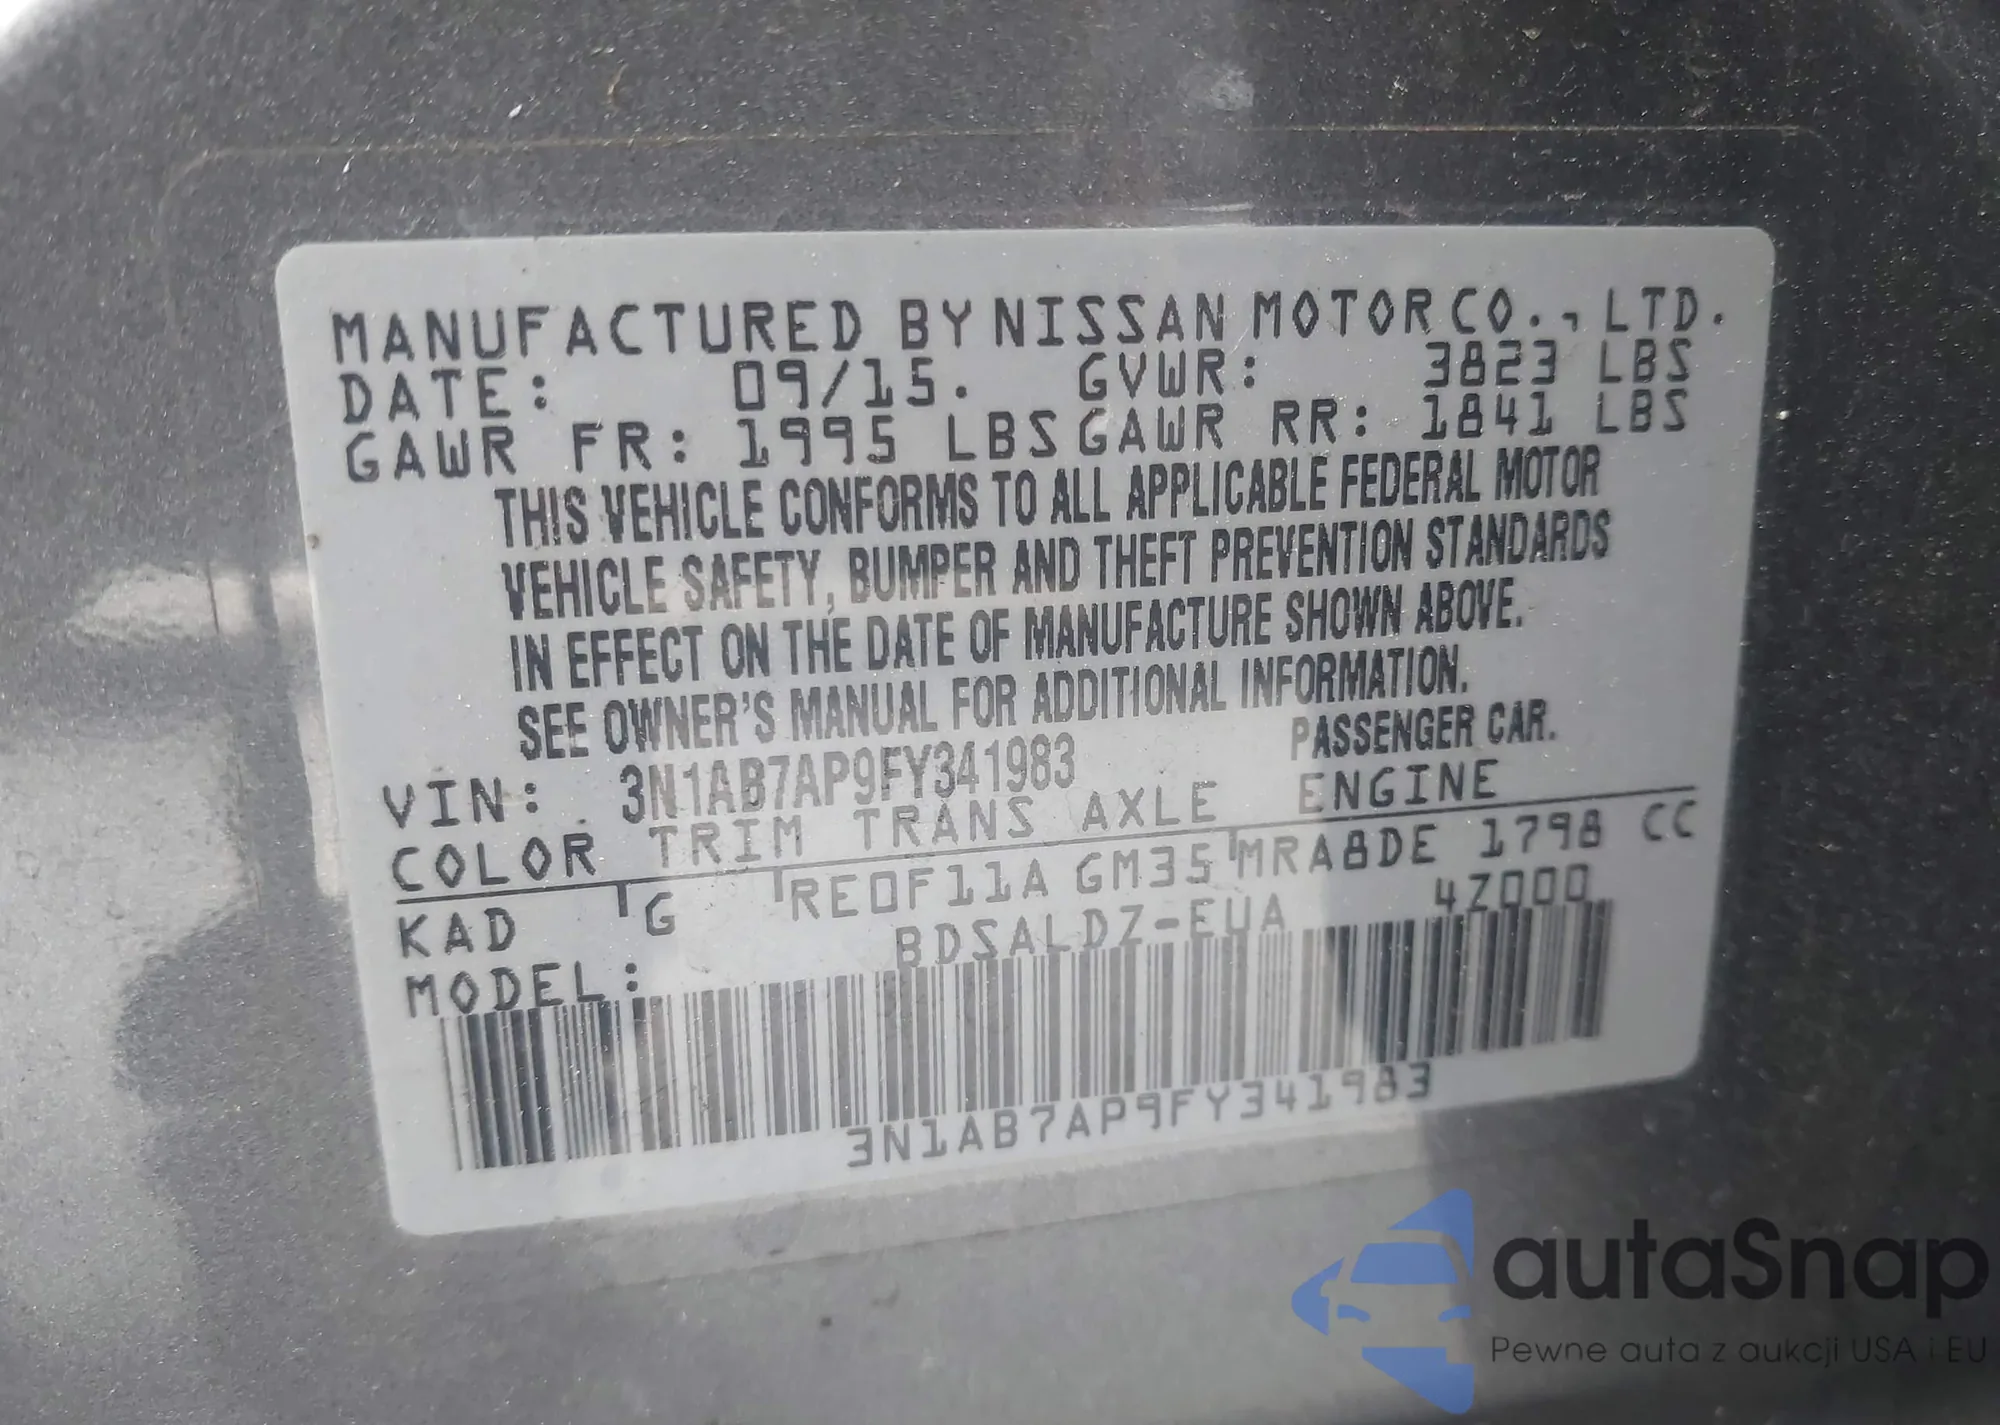 MANUFACTURED BY NISSAN MOTOR CO., LTD.
DATE: 09/15. GVWR: 3823 LBS
GAWR FR: 1995 LBS GAWR RR: 1841 LBS
THIS VEHICLE CONFORMS TO ALL APPLICABLE FEDERAL MOTOR
VEHICLE SAFETY, BUMPER AND THEFT PREVENTION STANDARDS
IN EFFECT ON THE DATE OF MANUFACTURE SHOWN ABOVE.
SEE OWNER'S MANUAL FOR ADDITIONAL INFORMATION.
VIN: 3N1AB7AP9FY341983 PASSENGER CAR.
COLOR TRIM TRANS AXLE ENGINE
KAD G RE0F11A GM35 MRA8DE 1798 CC
MODEL: BDSALDZ-EUA 4Z000
3N1AB7AP9FY341983
autaSnap
Pewne auta z aukcji USA i EU